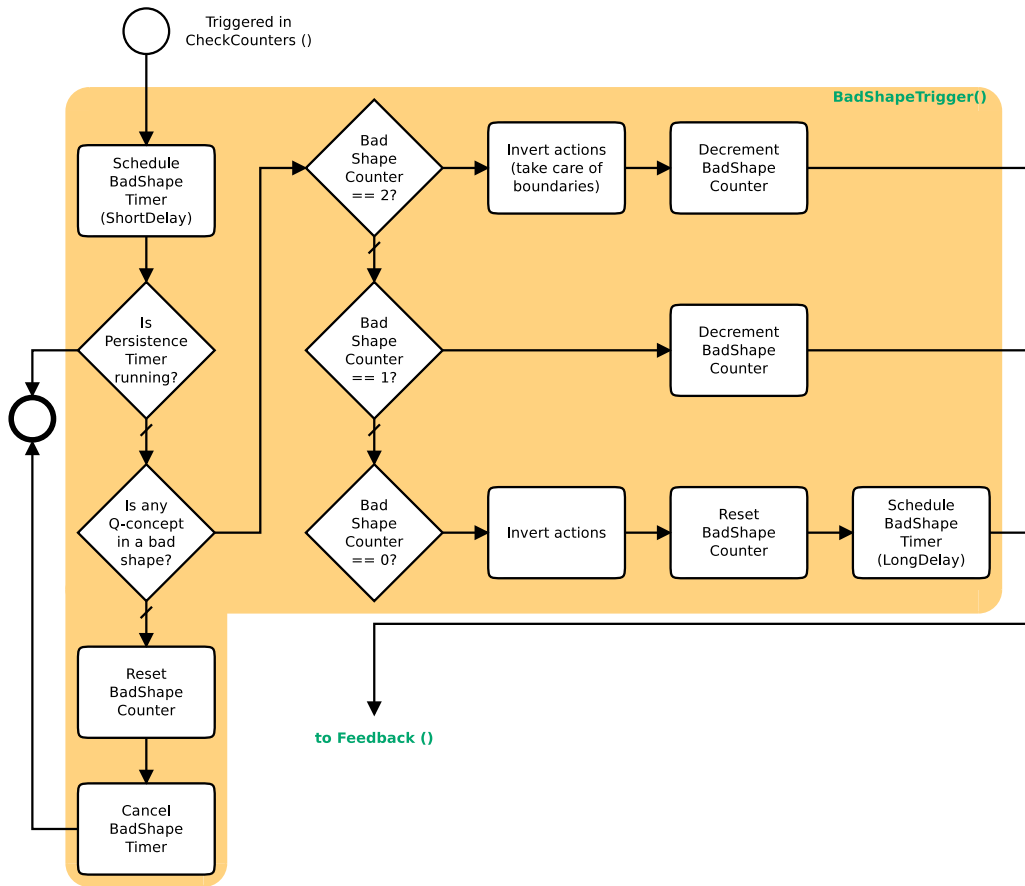 Triggered in
CheckCounters ()
BadShapeTrigger()
Schedule
BadShape
Timer
(ShortDelay)
Is
Persistence
Timer
running?
Is any
Q-concept
in a bad
shape?
Reset
BadShape
Counter
Cancel
BadShape
Timer
Bad
Shape
Counter
== 2?
Invert actions
(take care of
boundaries)
Decrement
BadShape
Counter
Bad
Shape
Counter
== 1?
Decrement
BadShape
Counter
Bad
Shape
Counter
== 0?
Invert actions
Reset
BadShape
Counter
Schedule
BadShape
Timer
(LongDelay)
to Feedback ()